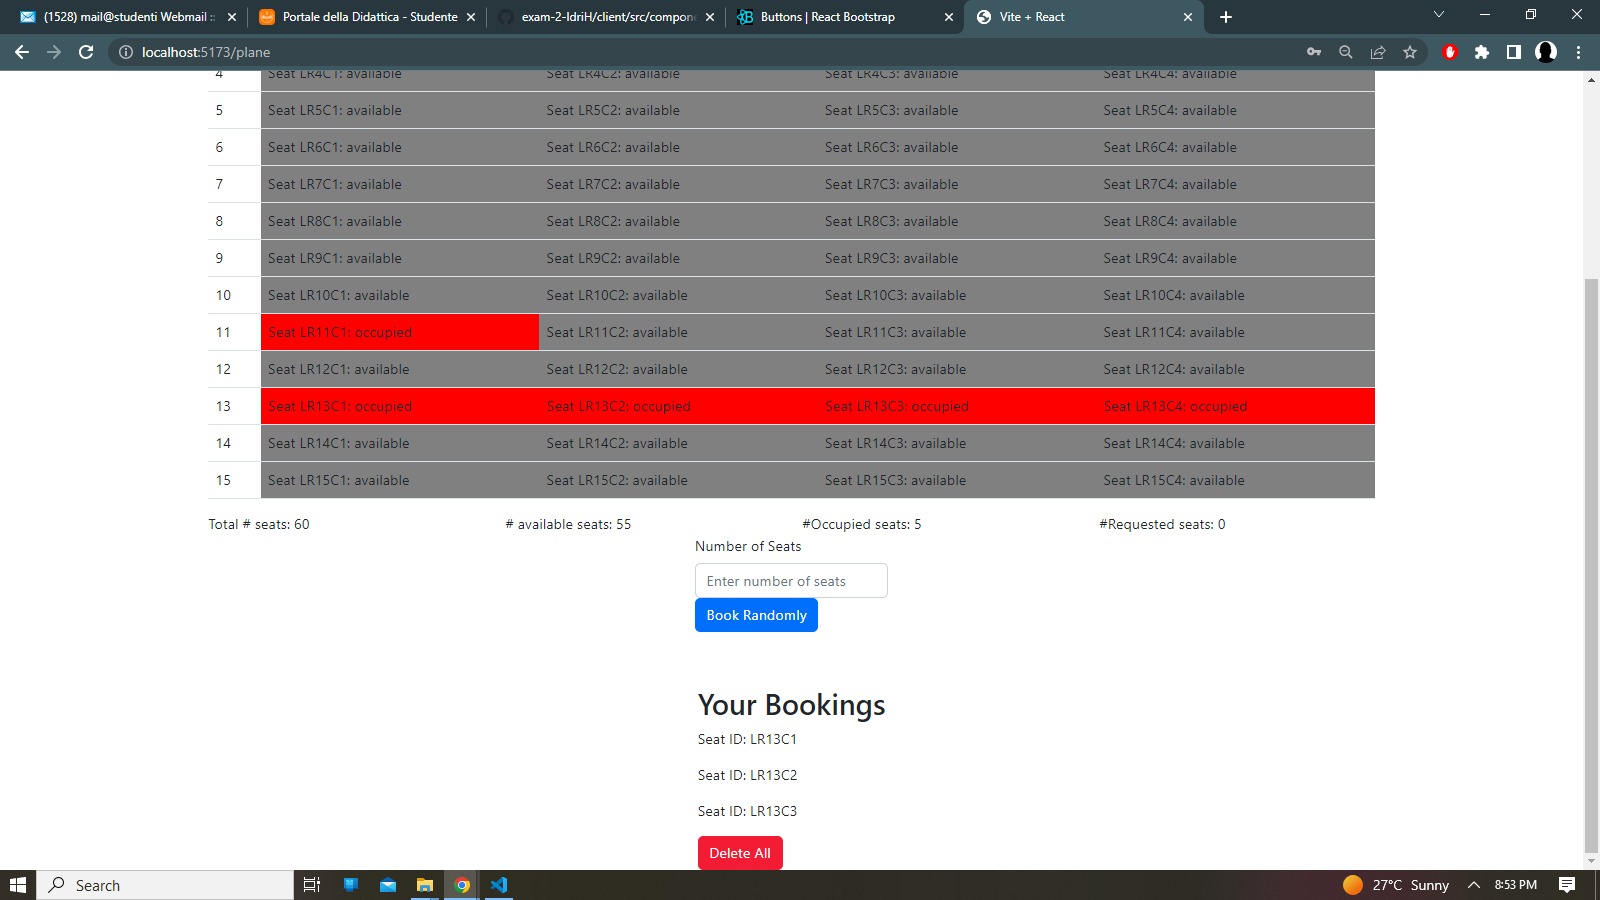 (1528) mail@studenti Webmail ::
Portale della Didattica - Studente
exam-2-IdriH/client/src/compone
Buttons | React Bootstrap
Vite + React
localhost:5173/plane
4 Seat LR4C1: available Seat LR4C2: available Seat LR4C3: available Seat LR4C4: available
5 Seat LR5C1: available Seat LR5C2: available Seat LR5C3: available Seat LR5C4: available
6 Seat LR6C1: available Seat LR6C2: available Seat LR6C3: available Seat LR6C4: available
7 Seat LR7C1: available Seat LR7C2: available Seat LR7C3: available Seat LR7C4: available
8 Seat LR8C1: available Seat LR8C2: available Seat LR8C3: available Seat LR8C4: available
9 Seat LR9C1: available Seat LR9C2: available Seat LR9C3: available Seat LR9C4: available
10 Seat LR10C1: available Seat LR10C2: available Seat LR10C3: available Seat LR10C4: available
11 Seat LR11C1: occupied Seat LR11C2: available Seat LR11C3: available Seat LR11C4: available
12 Seat LR12C1: available Seat LR12C2: available Seat LR12C3: available Seat LR12C4: available
13 Seat LR13C1: occupied Seat LR13C2: occupied Seat LR13C3: occupied Seat LR13C4: occupied
14 Seat LR14C1: available Seat LR14C2: available Seat LR14C3: available Seat LR14C4: available
15 Seat LR15C1: available Seat LR15C2: available Seat LR15C3: available Seat LR15C4: available
Total # seats: 60 # available seats: 55 #Occupied seats: 5 #Requested seats: 0
Number of Seats
Enter number of seats
Book Randomly
Your Bookings
Seat ID: LR13C1
Seat ID: LR13C2
Seat ID: LR13C3
Delete All
Search
27°C Sunny
8:53 PM